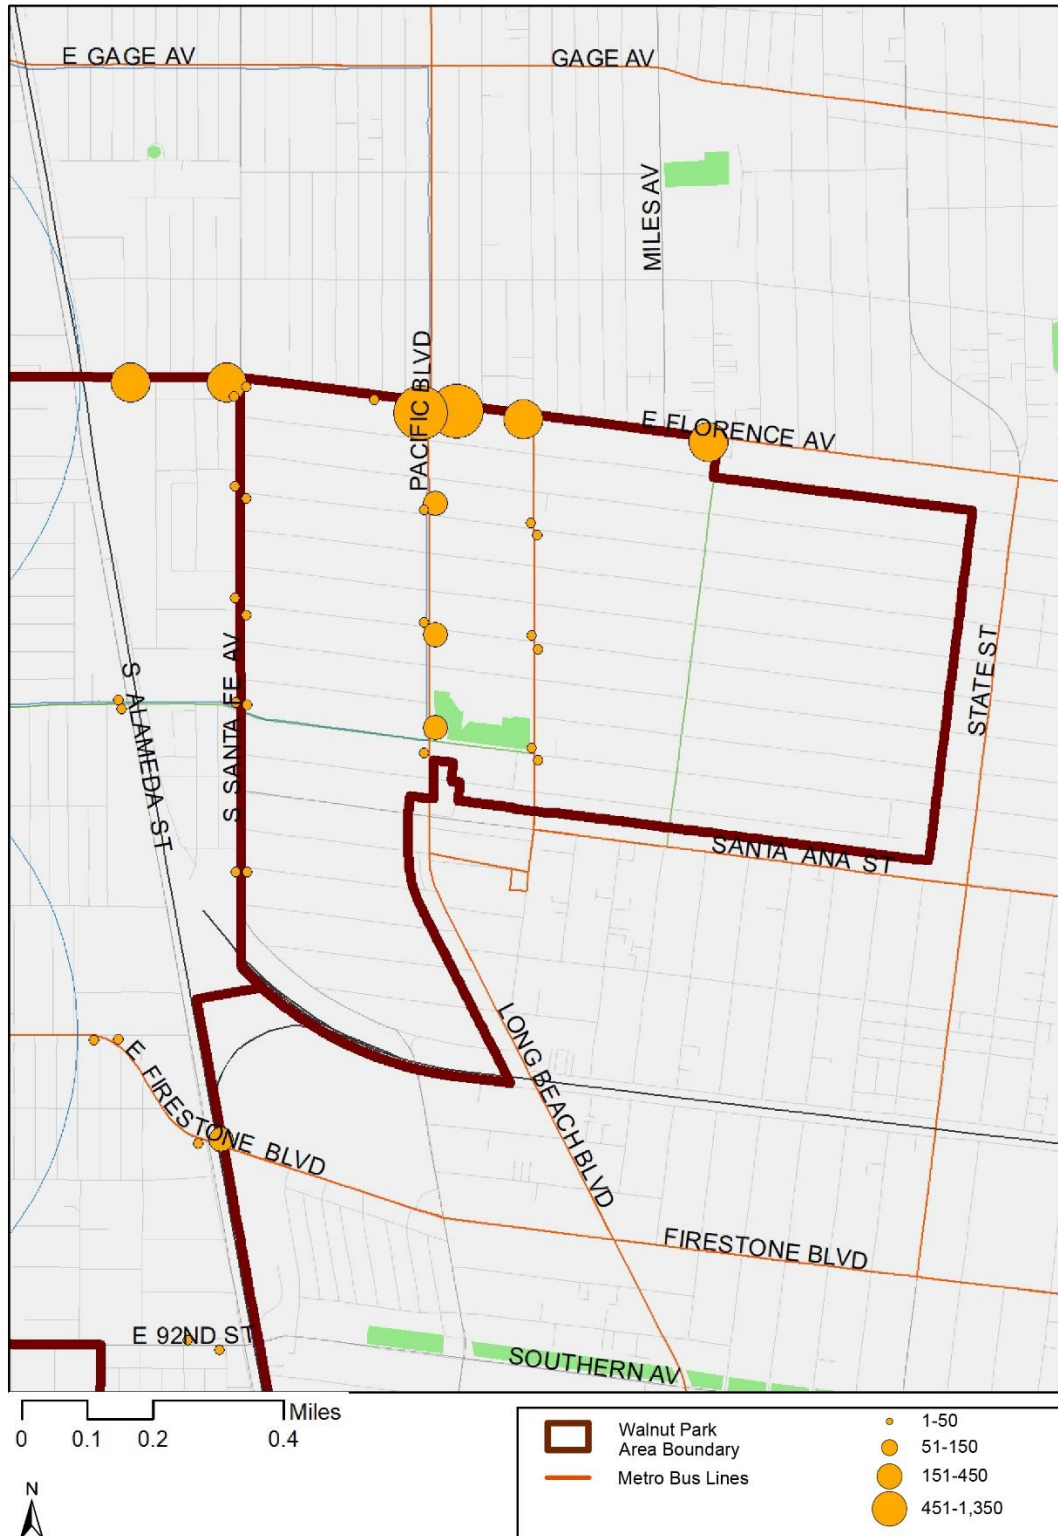 E GAGE AV
GAGE AV
MILES AV
PACIFIC BLVD
E FLORENCE AV
S ALAMEDA ST
S SANTA FE AV
STATE ST
SANTA ANA ST
LONG BEACH BLVD
E FIRESTONE BLVD
FIRESTONE BLVD
E 92ND ST
SOUTHERN AV
Miles
0 0.1 0.2 0.4
N
Walnut Park
Area Boundary
Metro Bus Lines
1-50
51-150
151-450
451-1,350